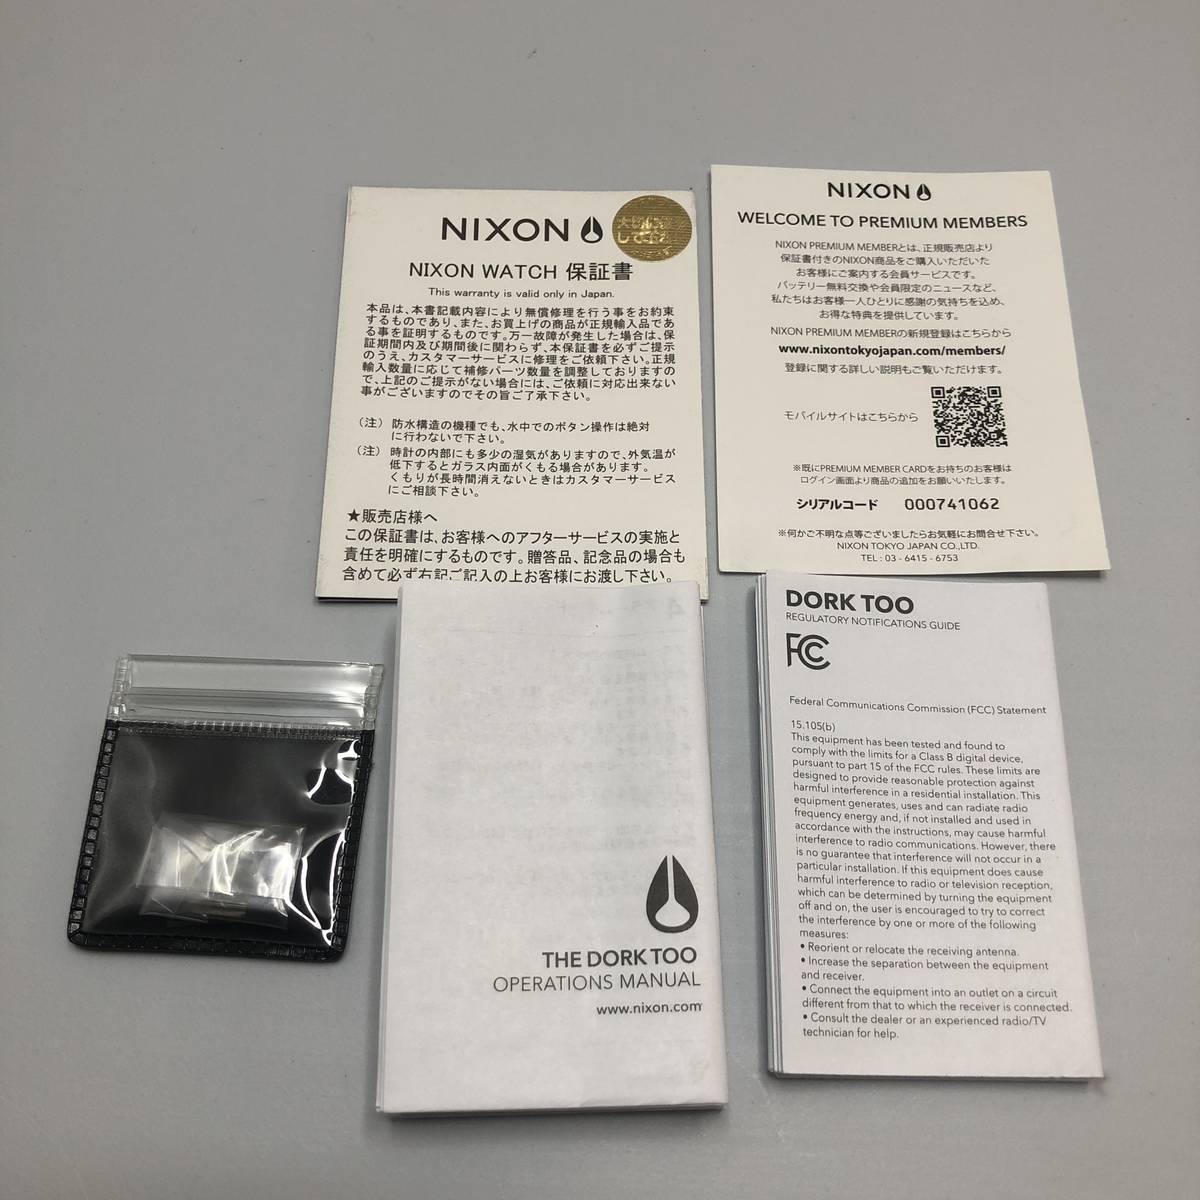 NIXON
大切に保管
して下さい
NIXON WATCH 保証書
This warranty is valid only in Japan.
本品は、本書記載内容により無償修理を行う事をお約束
するものであり、また、お買上げの商品が正規輸入品であ
る事を証明するものです。万一故障が発生した場合は、保
証期間内及び期間後に関わらず、本保証書を必ずご提示
のうえ、カスタマーサービスに修理をご依頼下さい。正規
輸入数量に応じて補修パーツ数量を調整しておりますの
で、上記のご提示がない場合には、ご依頼に対応出来ない
事がございますのでその旨ご了承下さい。
（注） 防水構造の機種でも、水中でのボタン操作は絶対
に行わないで下さい。
（注） 時計の内部にも多少の湿気がありますので、外気温が
低下するとガラス内面がくもる場合があります。
くもりが長時間消えないときはカスタマーサービス
にご相談下さい。
★販売店様へ
この保証書は、お客様へのアフターサービスの実施と
責任を明確にするものです。贈答品、記念品の場合も
含めて必ず右記ご記入の上お客様にお渡し下さい。
NIXON
WELCOME TO PREMIUM MEMBERS
NIXON PREMIUM MEMBERとは、正規販売店より
保証書付きのNIXON商品をご購入いただいた
お客様にご案内する会員サービスです。
バッテリー無料交換や会員限定のニュースなど、
私たちはお客様一人ひとりに感謝の気持ちを込め、
お得な特典を提供しています。
NIXON PREMIUM MEMBERの新規登録はこちらから
www.nixontokyojapan.com/members/
登録に関する詳しい説明もご覧いただけます。
モバイルサイトはこちらから
※既にPREMIUM MEMBER CARDをお持ちのお客様は
ログイン画面より商品の追加をお願いいたします。
シリアルコード 000741062
※何かご不明な点等ございましたらお気軽にお問合せ下さい。
NIXON TOKYO JAPAN CO.,LTD.
TEL : 03 - 6415 - 6753
THE DORK TOO
OPERATIONS MANUAL
www.nixon.com
DORK TOO
REGULATORY NOTIFICATIONS GUIDE
FC
Federal Communications Commission (FCC) Statement
15.105(b)
This equipment has been tested and found to
comply with the limits for a Class B digital device,
pursuant to part 15 of the FCC rules. These limits are
designed to provide reasonable protection against
harmful interference in a residential installation. This
equipment generates, uses and can radiate radio
frequency energy and, if not installed and used in
accordance with the instructions, may cause harmful
interference to radio communications. However, there
is no guarantee that interference will not occur in a
particular installation. If this equipment does cause
harmful interference to radio or television reception,
which can be determined by turning the equipment
off and on, the user is encouraged to try to correct
the interference by one or more of the following
measures:
• Reorient or relocate the receiving antenna.
• Increase the separation between the equipment
and receiver.
• Connect the equipment into an outlet on a circuit
different from that to which the receiver is connected.
• Consult the dealer or an experienced radio/TV
technician for help.